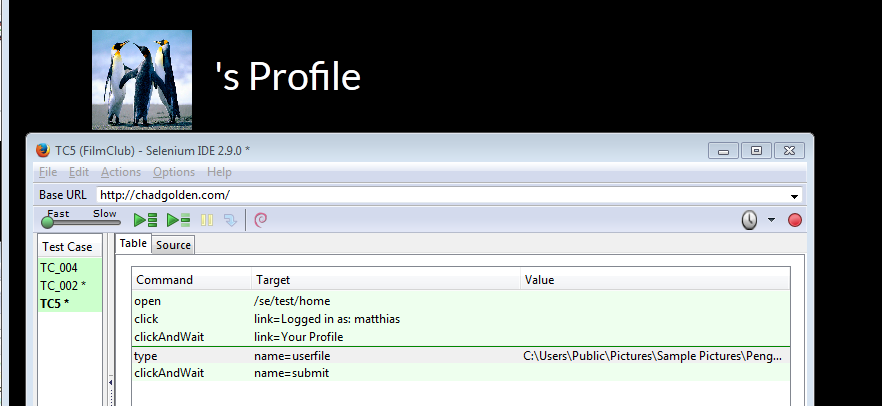 's Profile
TC5 (FilmClub) - Selenium IDE 2.9.0 *
File Edit Actions Options Help
Base URL http://chadgolden.com/
Fast Slow
Test Case Table Source
TC_004
TC_002 *
TC5 *
Command Target Value
open /se/test/home
click link=Logged in as: matthias
clickAndWait link=Your Profile
type name=userfile C:\Users\Public\Pictures\Sample Pictures\Peng...
clickAndWait name=submit